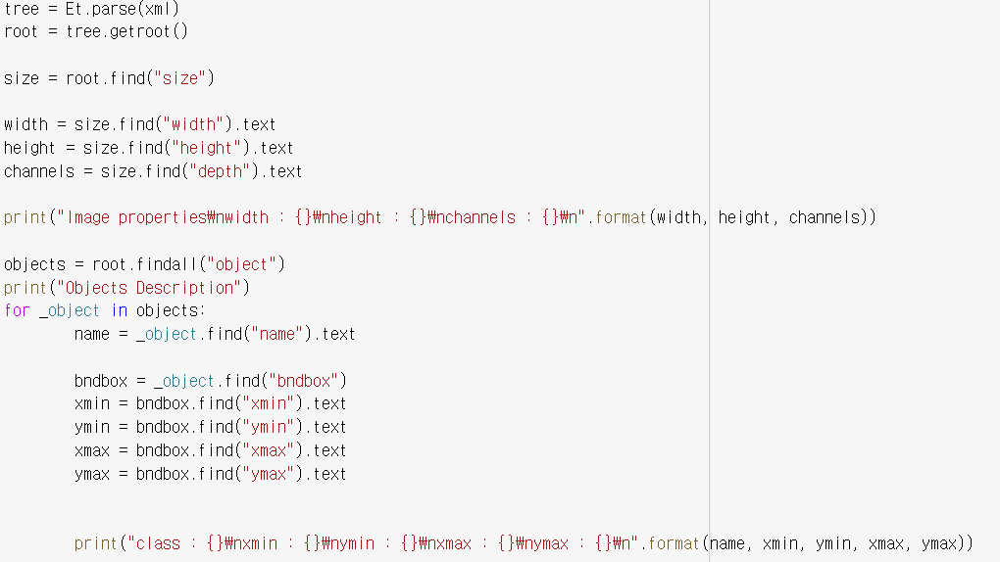 tree = Et.parse(xml)
root = tree.getroot()
size = root.find("size")
width = size.find("width").text
height = size.find("height").text
channels = size.find("depth").text
print("Image properties₩nwidth : {}₩nheight : {}₩nchannels : {}₩n".format(width, height, channels))
objects = root.findall("object")
print("Objects Description")
for _object in objects:
        name = _object.find("name").text
        bndbox = _object.find("bndbox")
        xmin = bndbox.find("xmin").text
        ymin = bndbox.find("ymin").text
        xmax = bndbox.find("xmax").text
        ymax = bndbox.find("ymax").text
        print("class : {}₩nxmin : {}₩nymin : {}₩nxmax : {}₩nymax : {}₩n".format(name, xmin, ymin, xmax, ymax))